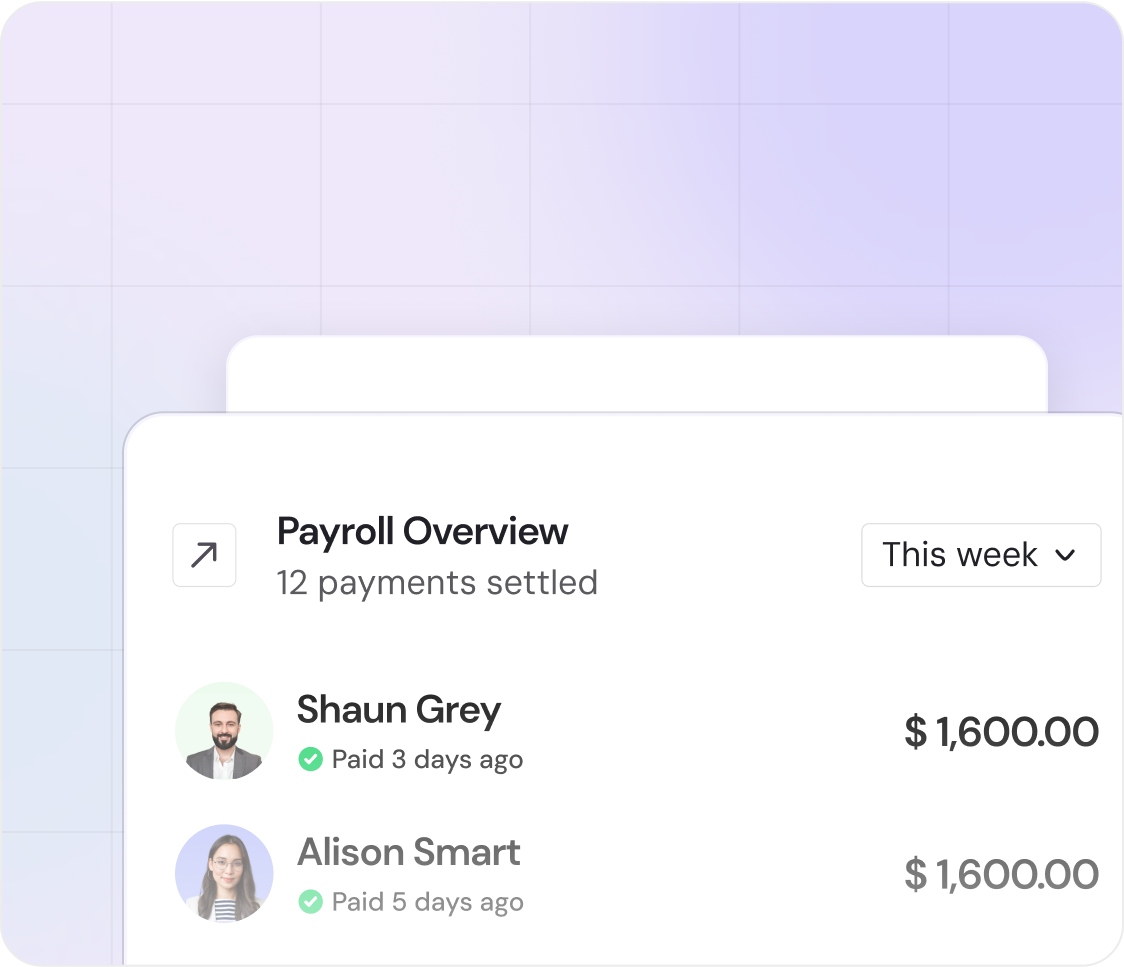 Payroll Overview
12 payments settled
This week
Shaun Grey
Paid 3 days ago
$ 1,600.00
Alison Smart
Paid 5 days ago
$ 1,600.00